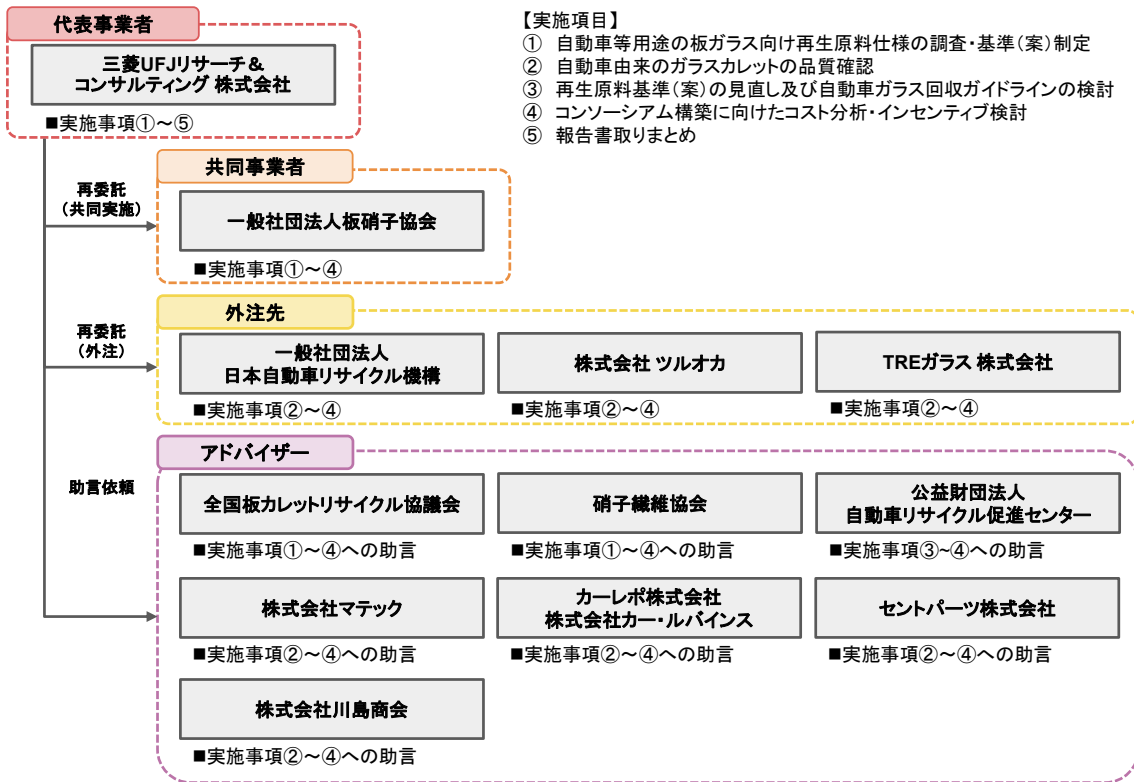 代表事業者
三菱UFJリサーチ＆
コンサルティング 株式会社
■実施事項①～⑤
【実施項目】
① 自動車等用途の板ガラス向け再生原料仕様の調査・基準（案）制定
② 自動車由来のガラスカレットの品質確認
③ 再生原料基準（案）の見直し及び自動車ガラス回収ガイドラインの検討
④ コンソーシアム構築に向けたコスト分析・インセンティブ検討
⑤ 報告書取りまとめ
再委託
（共同実施）
共同事業者
一般社団法人板硝子協会
■実施事項①～④
再委託
（外注）
外注先
一般社団法人
日本自動車リサイクル機構
■実施事項②～④
株式会社 ツルオカ
■実施事項②～④
TREガラス 株式会社
■実施事項②～④
助言依頼
アドバイザー
全国板カレットリサイクル協議会
■実施事項①～④への助言
硝子繊維協会
■実施事項①～④への助言
公益財団法人
自動車リサイクル促進センター
■実施事項③~④への助言
株式会社マテック
■実施事項②～④への助言
カーレポ株式会社
株式会社カー・ルバインス
■実施事項②～④への助言
セントパーツ株式会社
■実施事項②～④への助言
株式会社川島商会
■実施事項②～④への助言